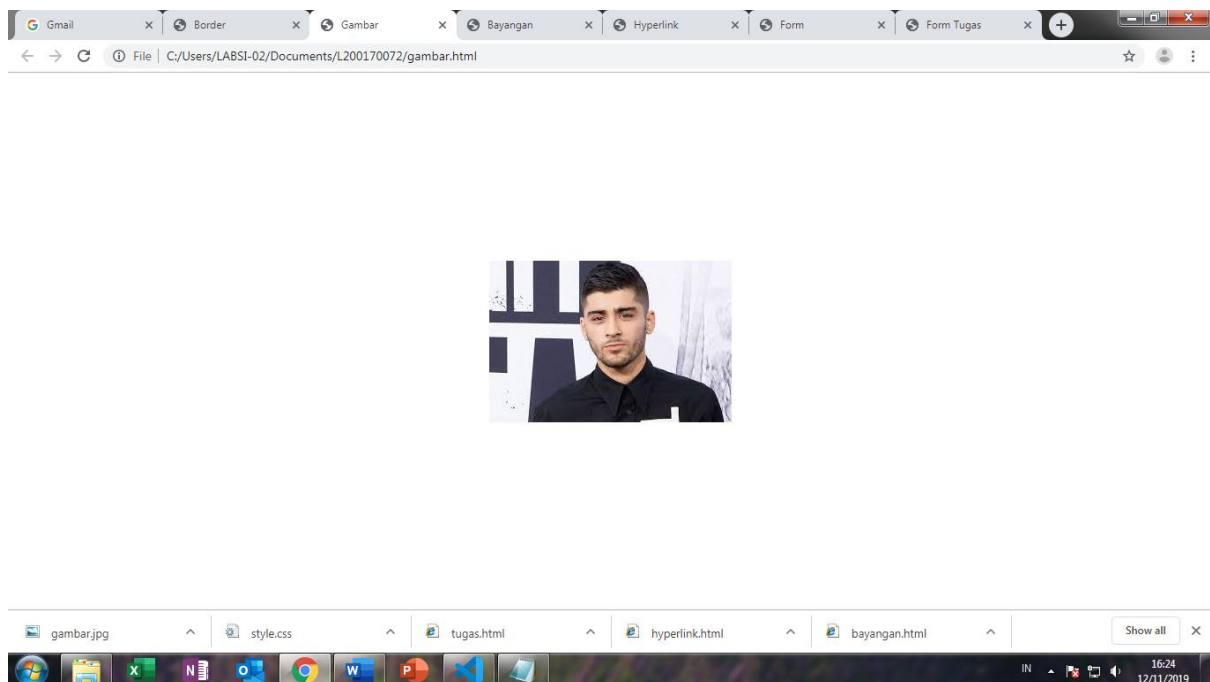 Gmail
Border
Gambar
Bayangan
Hyperlink
Form
Form Tugas
File | C:/Users/LABSI-02/Documents/L200170072/gambar.html
gambar.jpg
style.css
tugas.html
hyperlink.html
bayangan.html
Show all
IN
16:24
12/11/2019